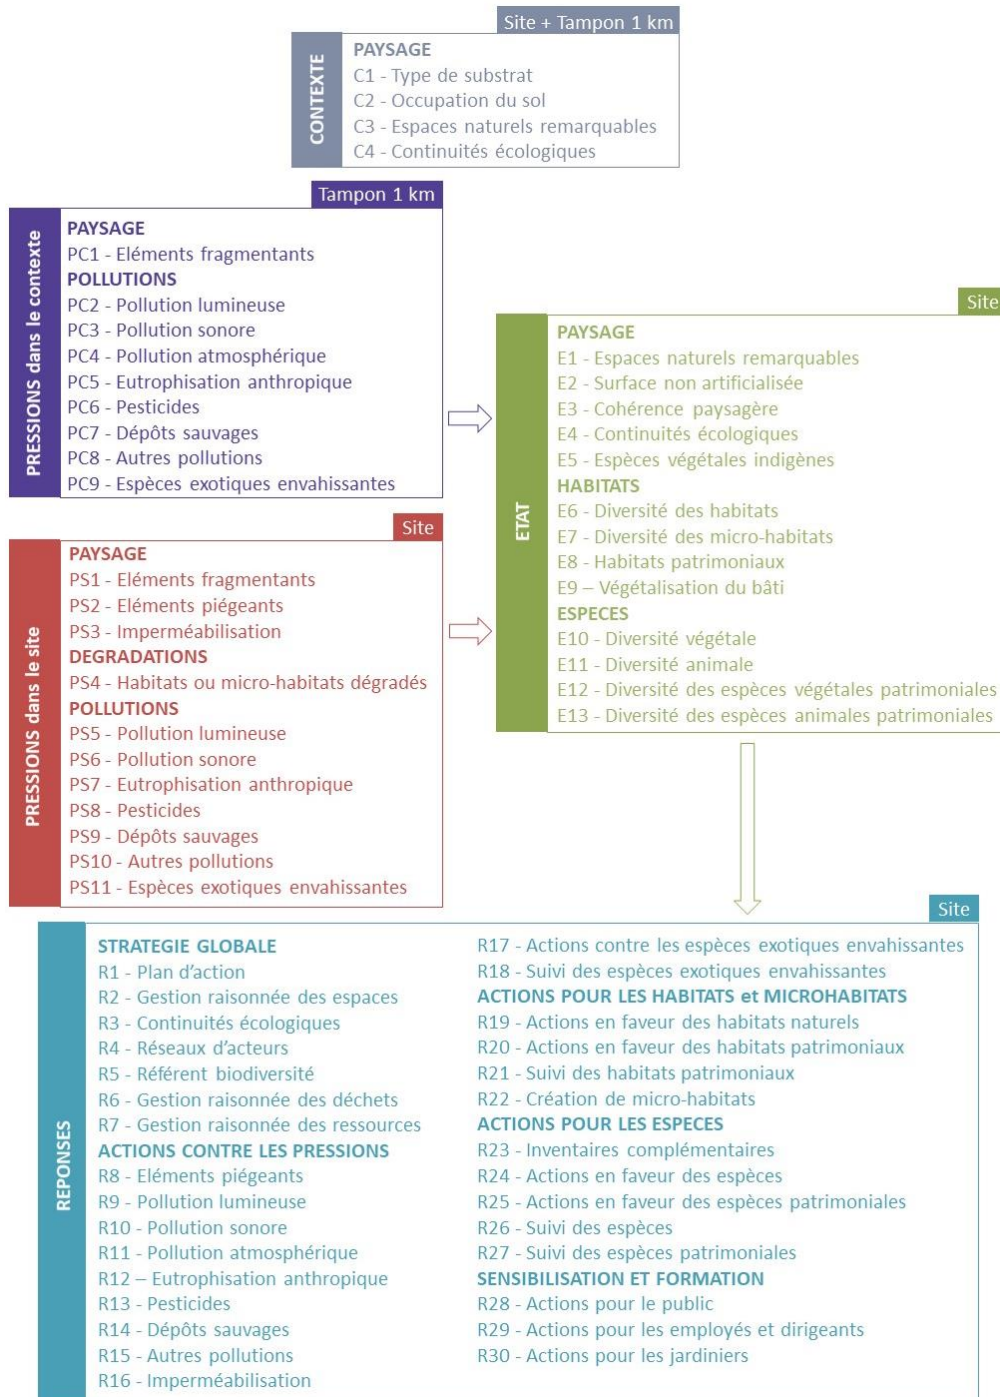 Site + Tampon 1 km
CONTEXTE
PAYSAGE
C1 - Type de substrat
C2 - Occupation du sol
C3 - Espaces naturels remarquables
C4 - Continuités écologiques
Tampon 1 km
PRESSIONS dans le contexte
PAYSAGE
PC1 - Eléments fragmentants
POLLUTIONS
PC2 - Pollution lumineuse
PC3 - Pollution sonore
PC4 - Pollution atmosphérique
PC5 - Eutrophisation anthropique
PC6 - Pesticides
PC7 - Dépôts sauvages
PC8 - Autres pollutions
PC9 - Espèces exotiques envahissantes
Site
PRESSIONS dans le site
PAYSAGE
PS1 - Eléments fragmentants
PS2 - Eléments piégeants
PS3 - Imperméabilisation
DEGRADATIONS
PS4 - Habitats ou micro-habitats dégradés
POLLUTIONS
PS5 - Pollution lumineuse
PS6 - Pollution sonore
PS7 - Eutrophisation anthropique
PS8 - Pesticides
PS9 - Dépôts sauvages
PS10 - Autres pollutions
PS11 - Espèces exotiques envahissantes
Site
ETAT
PAYSAGE
E1 - Espaces naturels remarquables
E2 - Surface non artificialisée
E3 - Cohérence paysagère
E4 - Continuités écologiques
E5 - Espèces végétales indigènes
HABITATS
E6 - Diversité des habitats
E7 - Diversité des micro-habitats
E8 - Habitats patrimoniaux
E9 – Végétalisation du bâti
ESPECES
E10 - Diversité végétale
E11 - Diversité animale
E12 - Diversité des espèces végétales patrimoniales
E13 - Diversité des espèces animales patrimoniales
Site
REPONSES
STRATEGIE GLOBALE
R1 - Plan d'action
R2 - Gestion raisonnée des espaces
R3 - Continuités écologiques
R4 - Réseaux d'acteurs
R5 - Référent biodiversité
R6 - Gestion raisonnée des déchets
R7 - Gestion raisonnée des ressources
ACTIONS CONTRE LES PRESSIONS
R8 - Eléments piégeants
R9 - Pollution lumineuse
R10 - Pollution sonore
R11 - Pollution atmosphérique
R12 – Eutrophisation anthropique
R13 - Pesticides
R14 - Dépôts sauvages
R15 - Autres pollutions
R16 - Imperméabilisation
R17 - Actions contre les espèces exotiques envahissantes
R18 - Suivi des espèces exotiques envahissantes
ACTIONS POUR LES HABITATS et MICROHABITATS
R19 - Actions en faveur des habitats naturels
R20 - Actions en faveur des habitats patrimoniaux
R21 - Suivi des habitats patrimoniaux
R22 - Création de micro-habitats
ACTIONS POUR LES ESPECES
R23 - Inventaires complémentaires
R24 - Actions en faveur des espèces
R25 - Actions en faveur des espèces patrimoniales
R26 - Suivi des espèces
R27 - Suivi des espèces patrimoniales
SENSIBILISATION ET FORMATION
R28 - Actions pour le public
R29 - Actions pour les employés et dirigeants
R30 - Actions pour les jardiniers